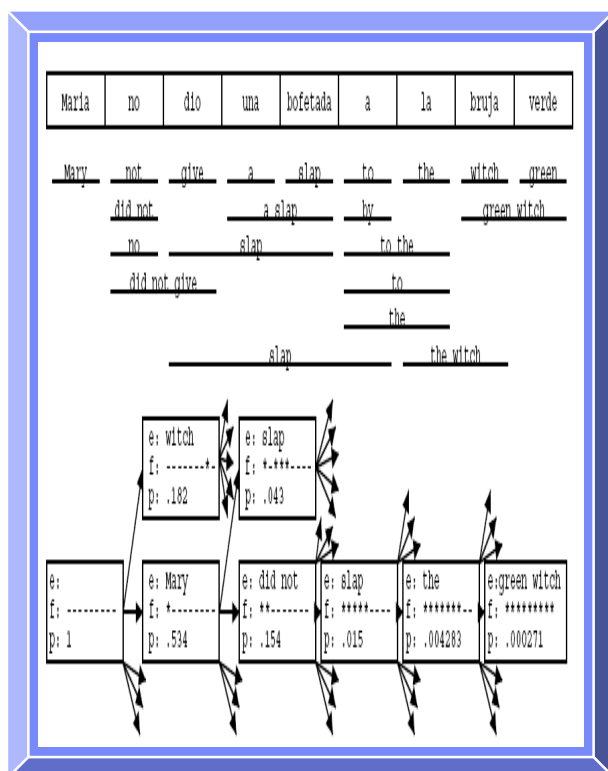 Maria no dio una bofetada a la bruja verde
Mary not give a slap to the witch green
did not a slap by green witch
no slap to the
did not give to
the
slap the witch
e: witch e: slap
f: -------*- f: *-***----
p: .182 p: .043
e: e: Mary e: did not e: slap e: the e:green witch
f: --------- f: *-------- f: **------- f: *****---- f: *******-- f: *********
p: 1 p: .534 p: .154 p: .015 p: .004283 p: .000271